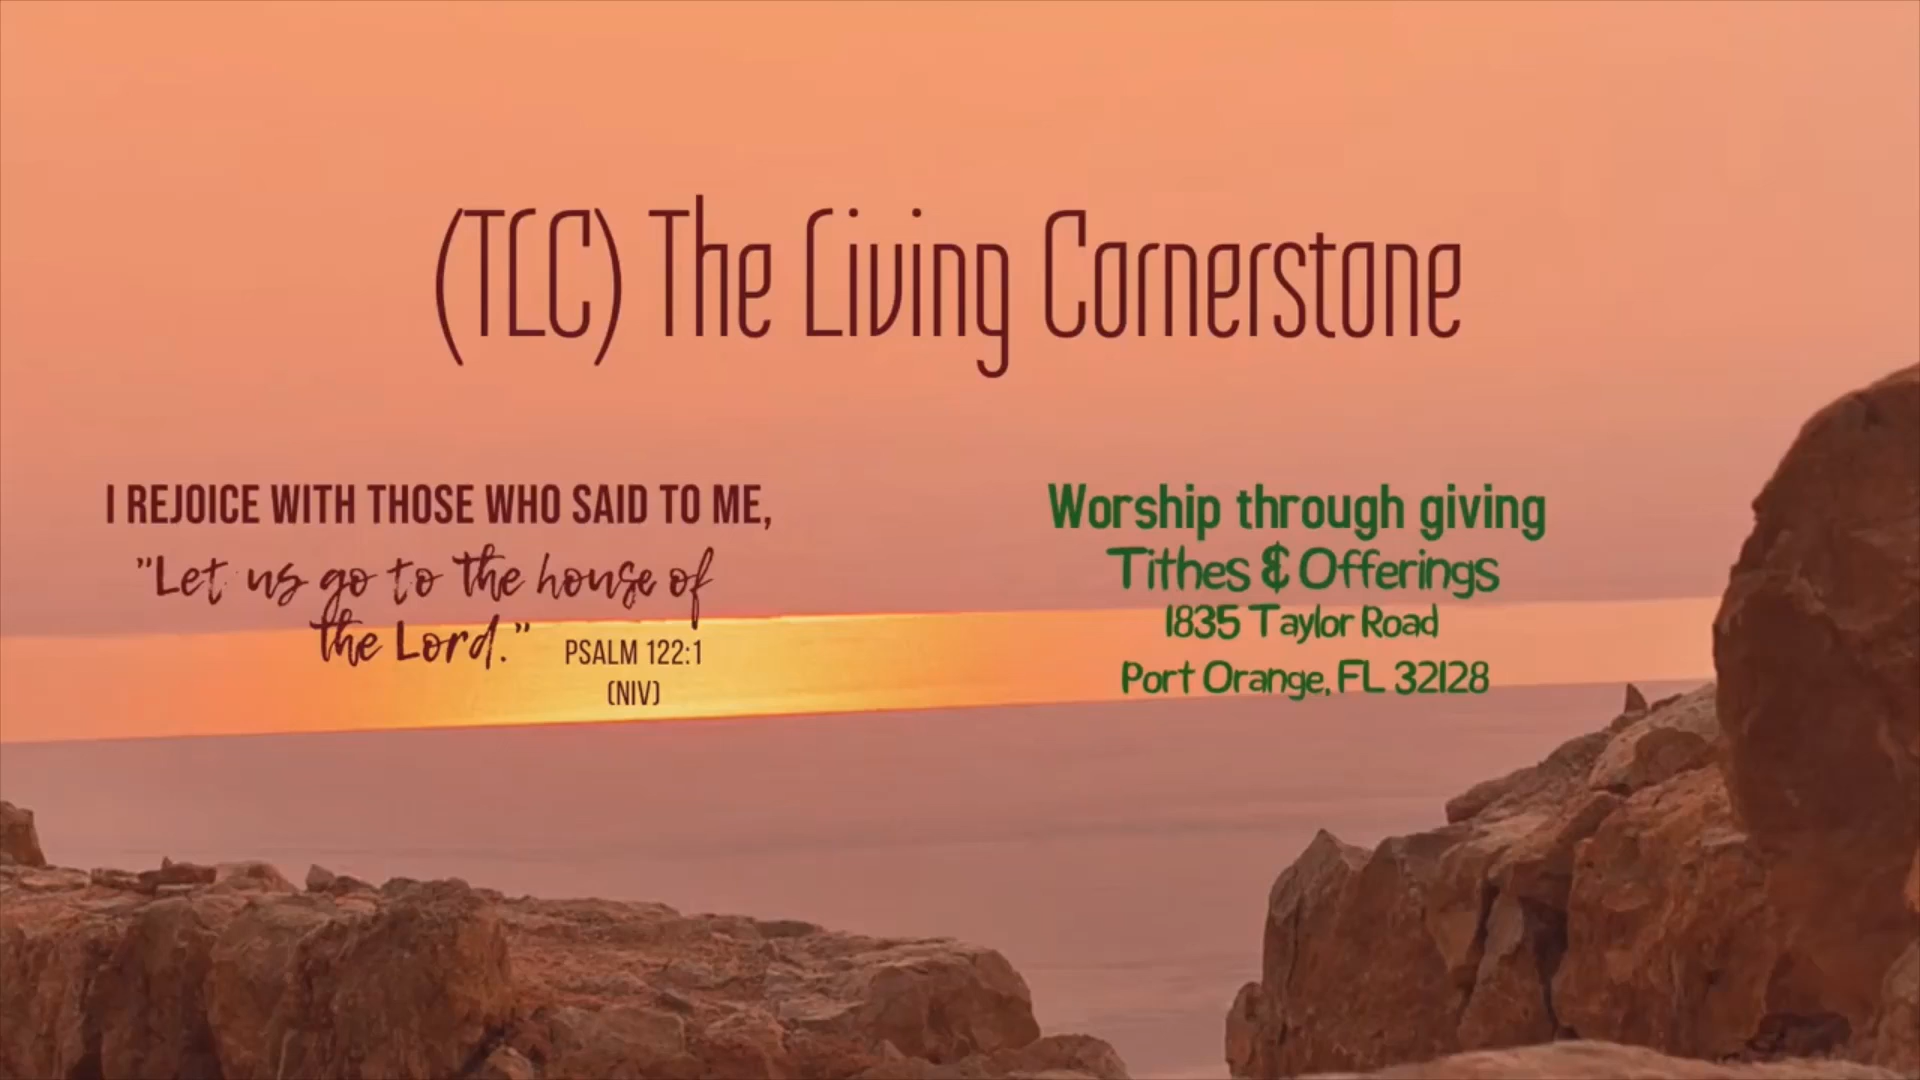 (TLC) The Living Cornerstone
I REJOICE WITH THOSE WHO SAID TO ME,
"Let us go to the house of
the Lord." PSALM 122:1
(NIV)
Worship through giving
Tithes & Offerings
1835 Taylor Road
Port Orange, FL 32128